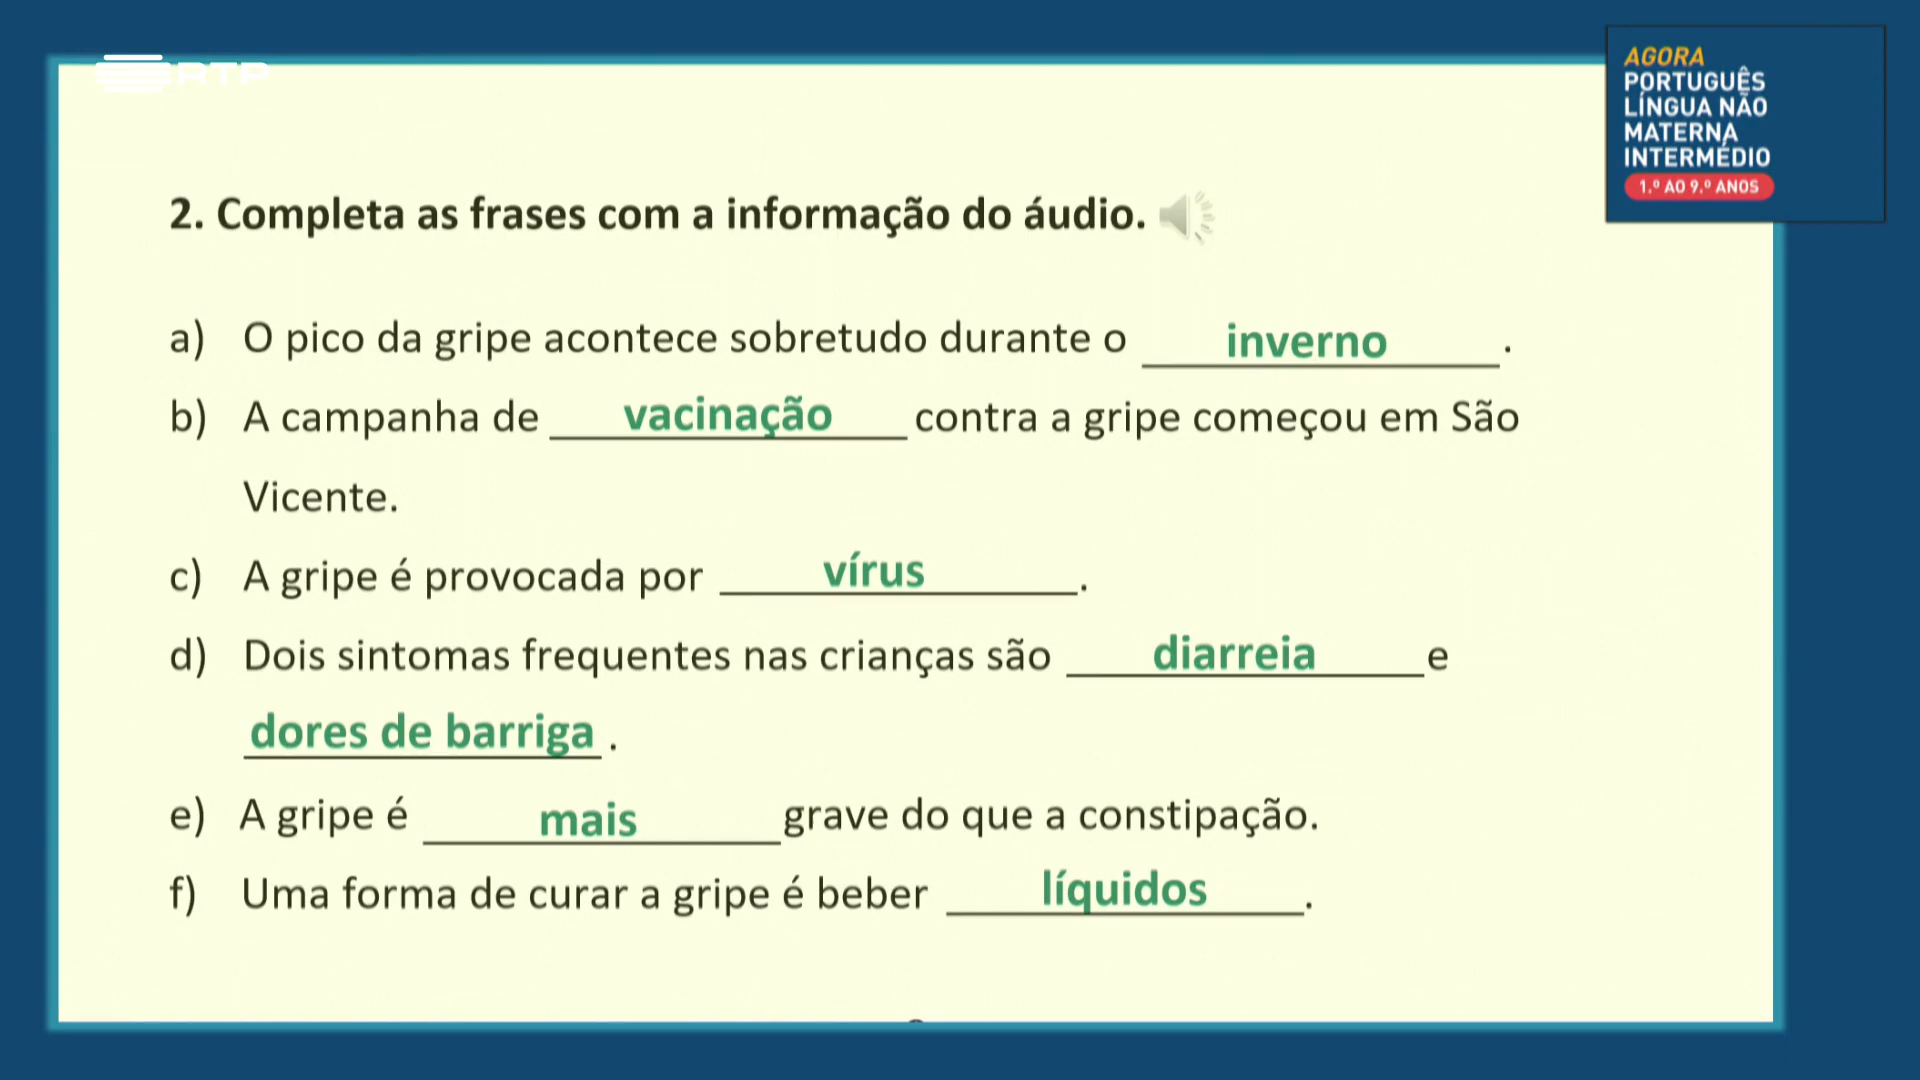 RTP
AGORA
PORTUGUÊS
LÍNGUA NÃO
MATERNA
INTERMÉDIO
1.º AO 9.º ANOS
2. Completa as frases com a informação do áudio.
a) O pico da gripe acontece sobretudo durante o inverno.
b) A campanha de vacinação contra a gripe começou em São
Vicente.
c) A gripe é provocada por vírus.
d) Dois sintomas frequentes nas crianças são diarreia e
dores de barriga.
e) A gripe é mais grave do que a constipação.
f) Uma forma de curar a gripe é beber líquidos.